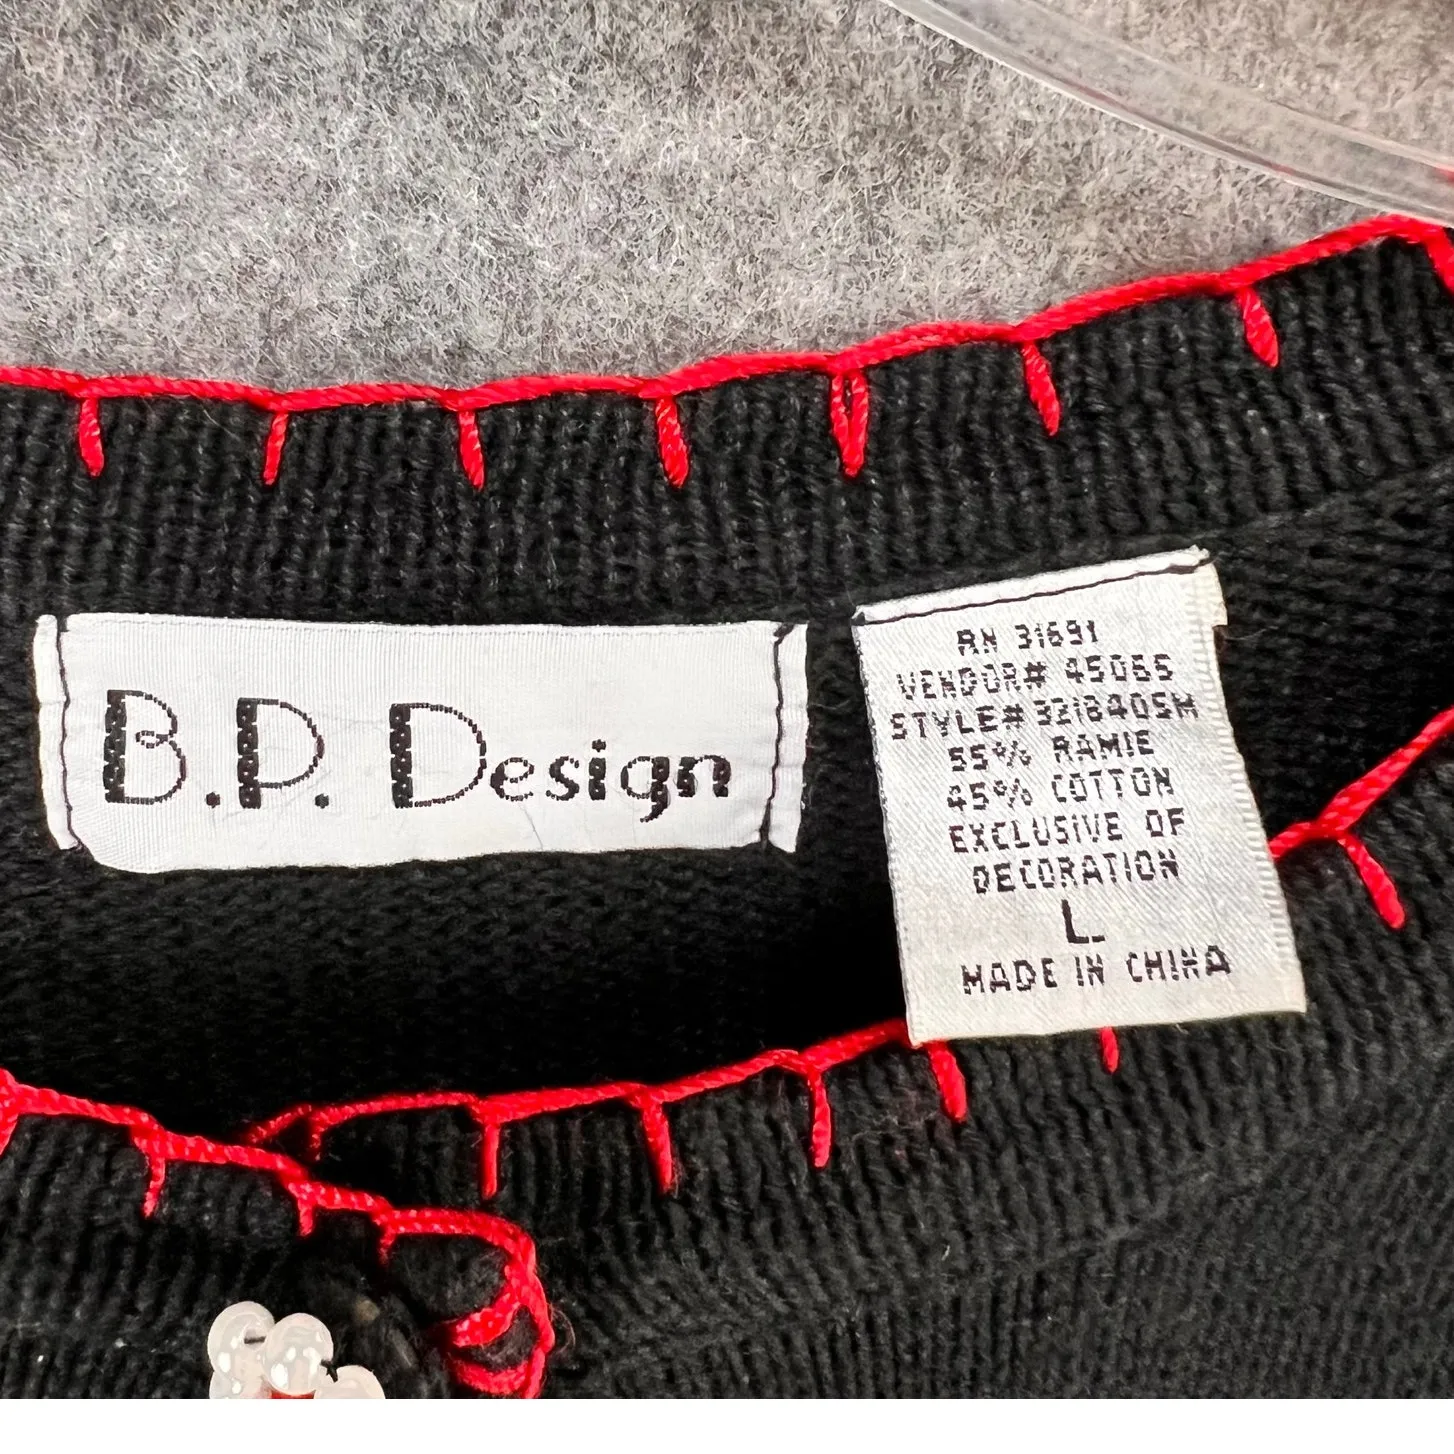 B.P. Design
RN 31691
VENDOR# 45065
STYLE# 3218405M
55% RAMIE
45% COTTON
EXCLUSIVE OF
DECORATION
L
MADE IN CHINA